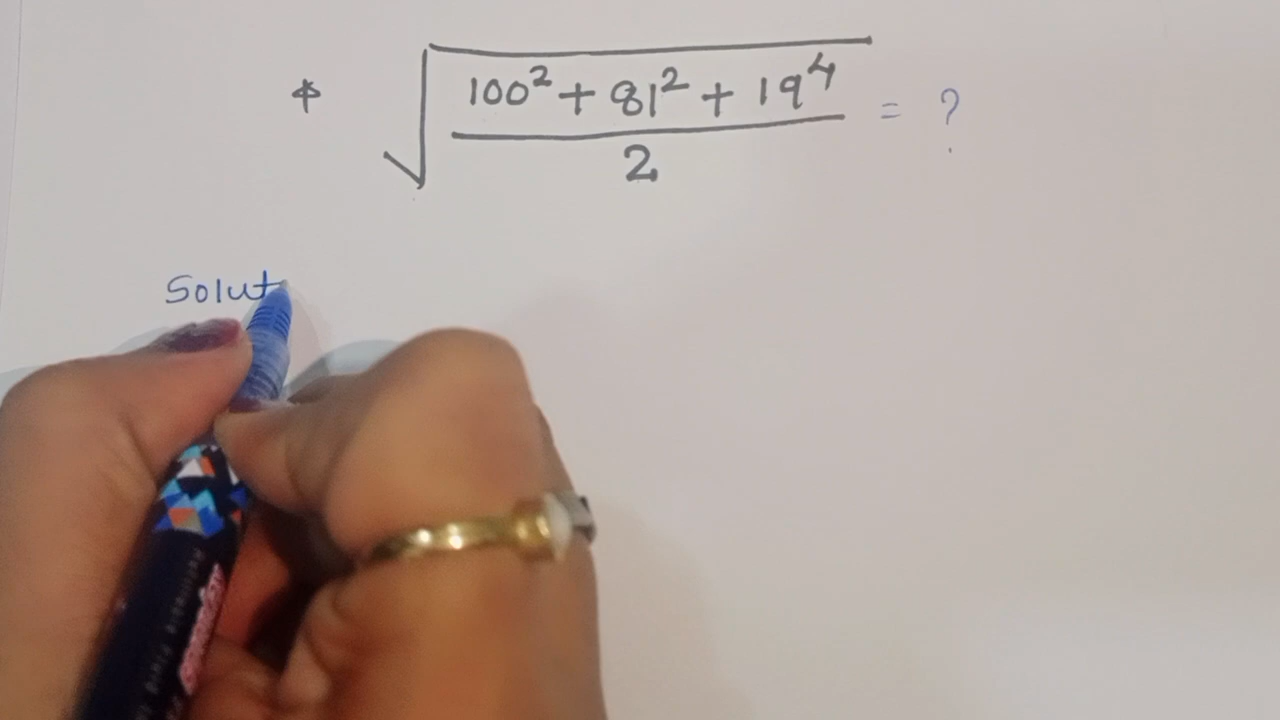 * √((100² + 81² + 19⁴)/2) = ?
Solut